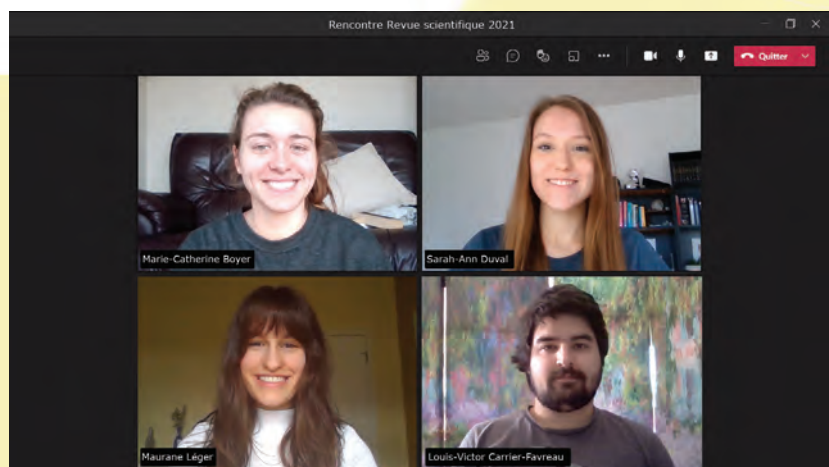 Rencontre Revue scientifique 2021
Quitter
Marie-Catherine Boyer
Sarah-Ann Duval
Maurane Léger
Louis-Victor Carrier-Favreau